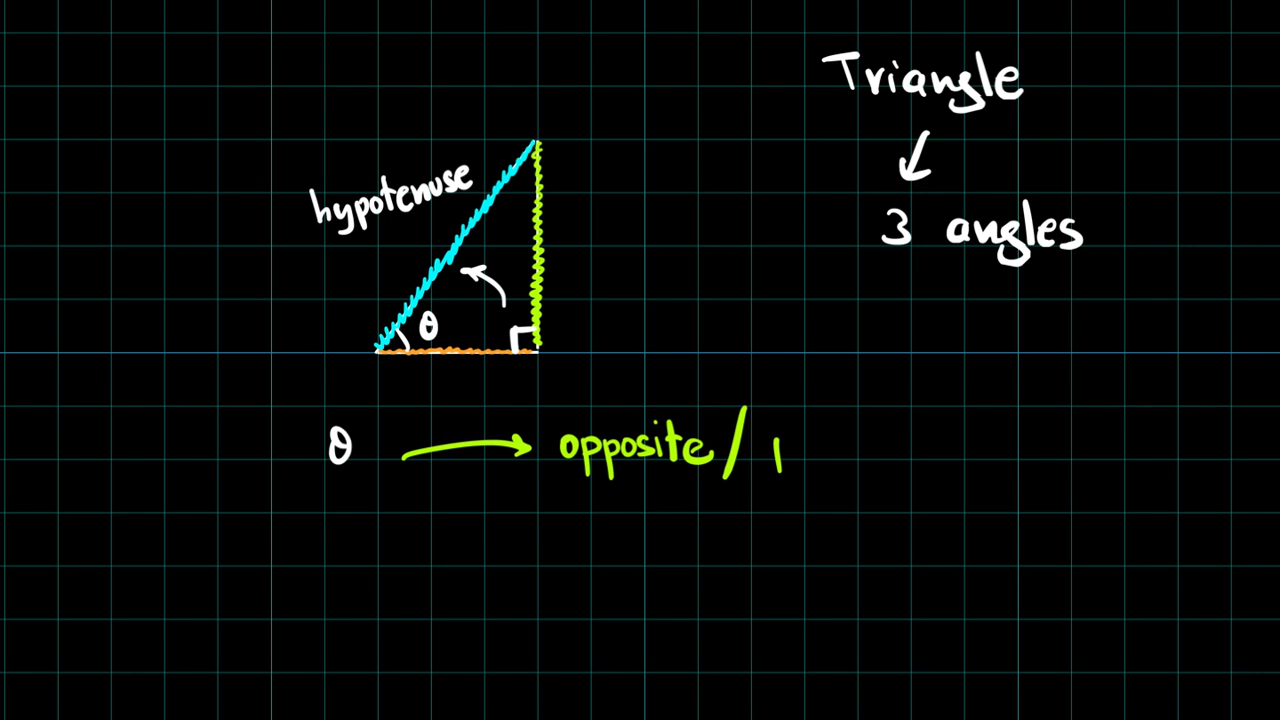 Triangle
3 angles
hypotenuse
θ
θ → opposite /